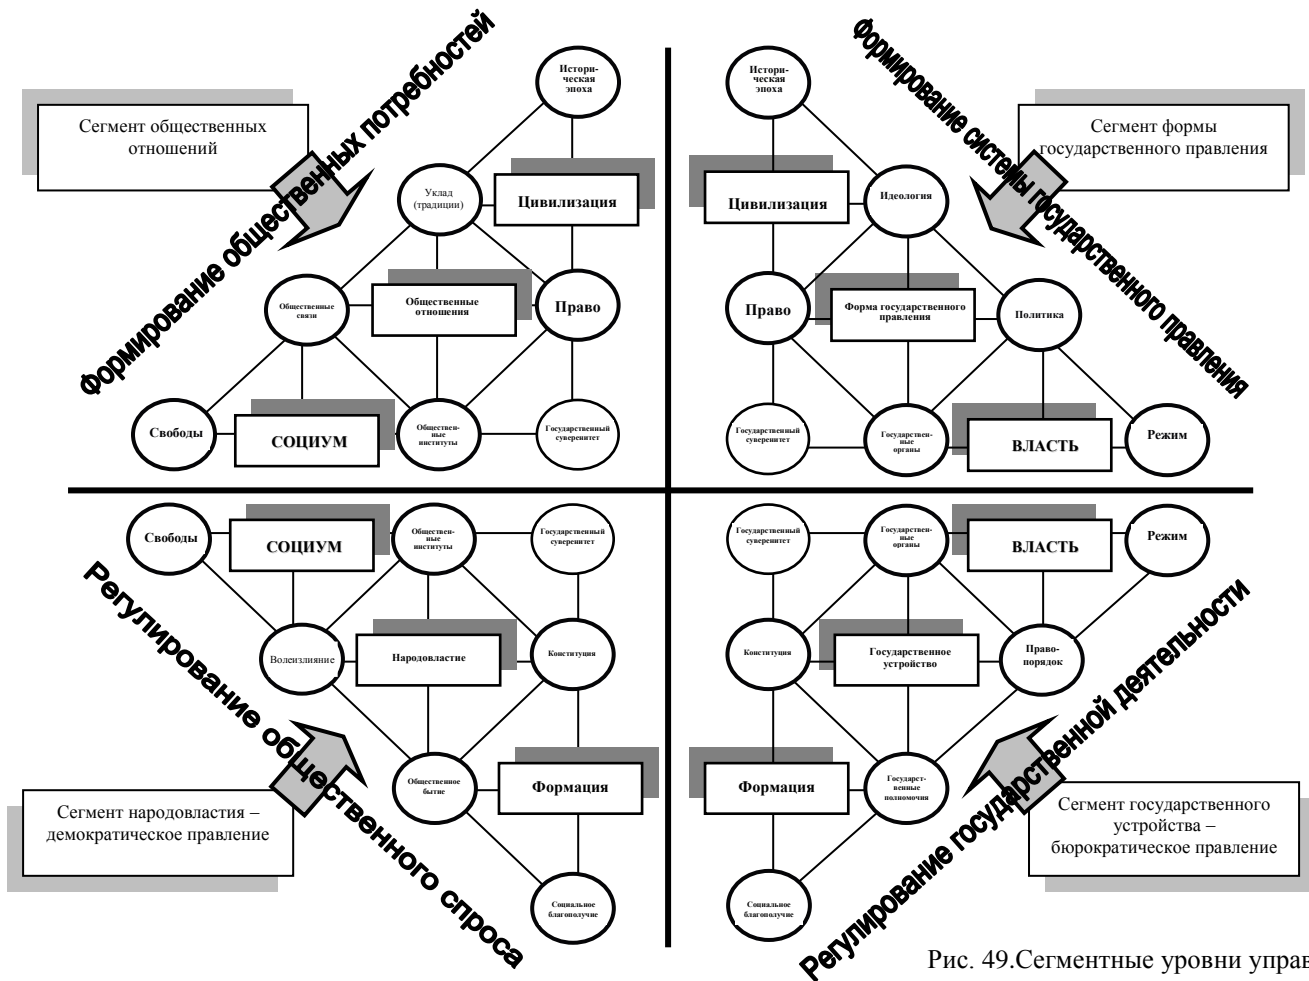 Формирование общественных потребностей
Сегмент общественных
отношений
Истори-
ческая
эпоха
Уклад
(традиции)
Цивилизация
Общественные
связи
Общественные
отношения
Право
Свободы
СОЦИУМ
Обществен-
ные
институты
Государственный
суверенитет
Формирование системы государственного правления
Сегмент формы
государственного правления
Истори-
ческая
эпоха
Цивилизация
Идеология
Право
Форма государственного
правления
Политика
Государственный
суверенитет
Государствен-
ные
органы
ВЛАСТЬ
Режим
Свободы
СОЦИУМ
Обществен-
ные
институты
Государственный
суверенитет
Регулирование общественного спроса
Волеизлияние
Народовластие
Конституция
Общественное
бытие
Формация
Сегмент народовластия –
демократическое правление
Социальное
благополучие
Государственный
суверенитет
Государствен-
ные
органы
ВЛАСТЬ
Режим
Регулирование государственной деятельности
Конституция
Государственное
устройство
Право-
порядок
Формация
Государст-
венные
полномочия
Сегмент государственного
устройства –
бюрократическое правление
Социальное
благополучие
Рис. 49.Сегментные уровни управ